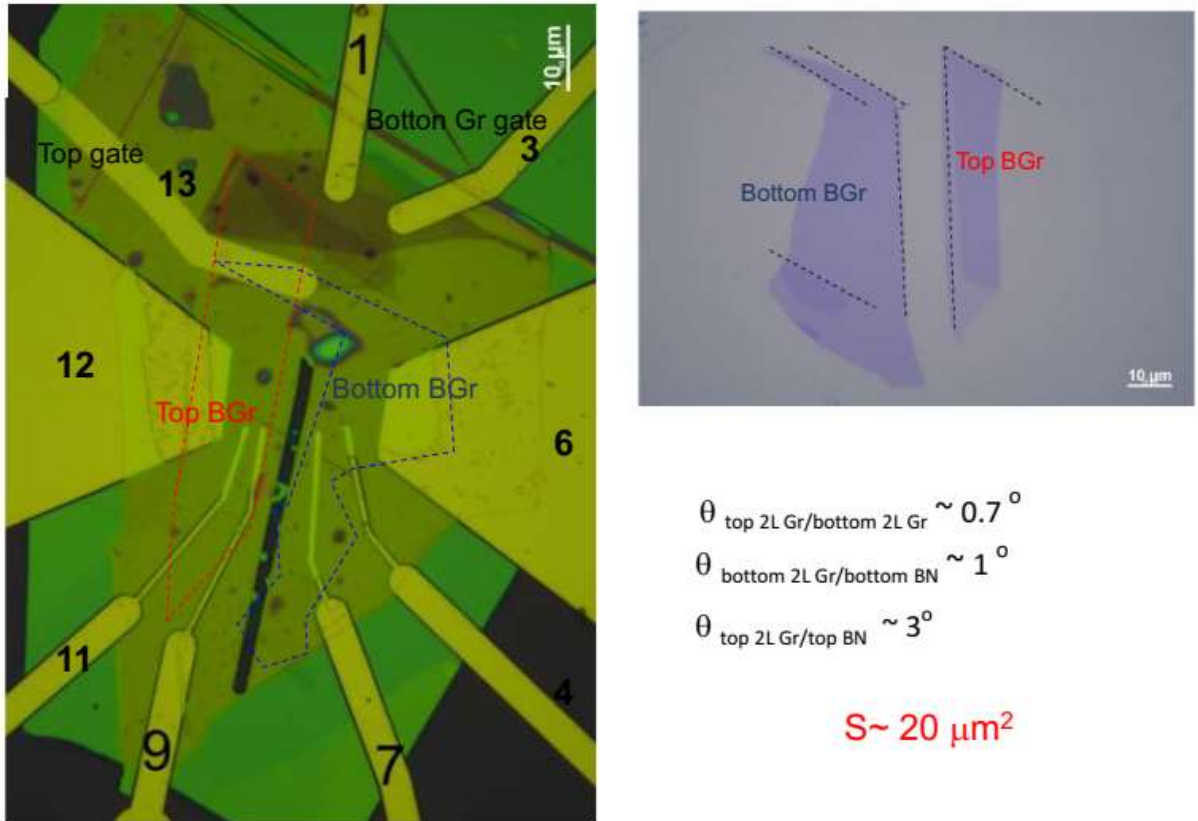 1
10 μm
Botton Gr gate
3
Top gate
13
12
Top BGr
Bottom BGr
6
11
9
7
4
Bottom BGr
Top BGr
10 μm
θ top 2L Gr/bottom 2L Gr ~ 0.7 °
θ bottom 2L Gr/bottom BN ~ 1 °
θ top 2L Gr/top BN ~ 3°
S~ 20 μm²